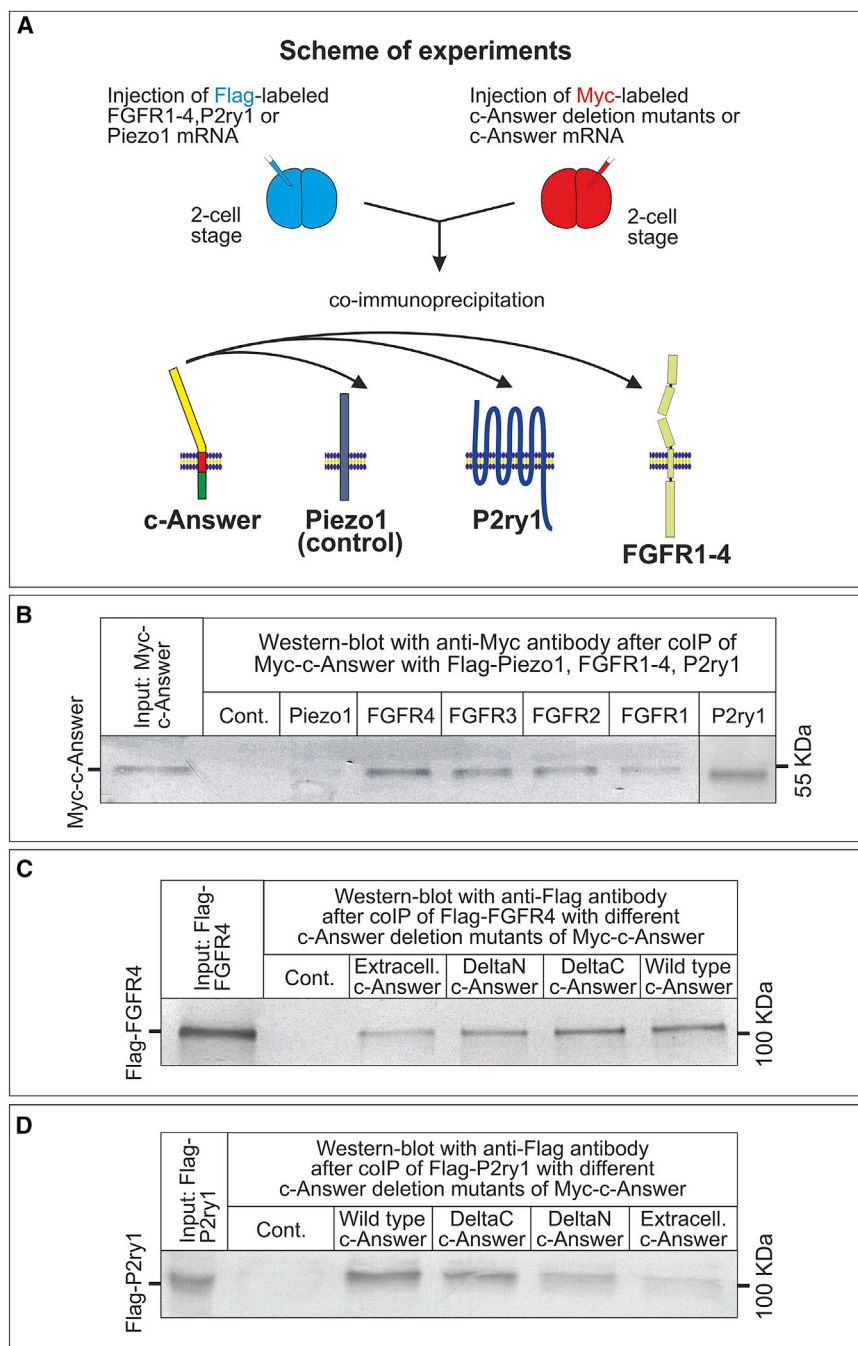 A
Scheme of experiments
Injection of Flag-labeled
FGFR1-4,P2ry1 or
Piezo1 mRNA
Injection of Myc-labeled
c-Answer deletion mutants or
c-Answer mRNA
2-cell
stage
2-cell
stage
co-immunoprecipitation
c-Answer
Piezo1
(control)
P2ry1
FGFR1-4
B
Input: Myc-
c-Answer
Western-blot with anti-Myc antibody after coIP of
Myc-c-Answer with Flag-Piezo1, FGFR1-4, P2ry1
Cont.
Piezo1
FGFR4
FGFR3
FGFR2
FGFR1
P2ry1
Myc-c-Answer
55 KDa
C
Input: Flag-
FGFR4
Western-blot with anti-Flag antibody
after coIP of Flag-FGFR4 with different
c-Answer deletion mutants of Myc-c-Answer
Cont.
Extracell.
c-Answer
DeltaN
c-Answer
DeltaC
c-Answer
Wild type
c-Answer
Flag-FGFR4
100 KDa
D
Input: Flag-
P2ry1
Western-blot with anti-Flag antibody
after coIP of Flag-P2ry1 with different
c-Answer deletion mutants of Myc-c-Answer
Cont.
Wild type
c-Answer
DeltaC
c-Answer
DeltaN
c-Answer
Extracell.
c-Answer
Flag-P2ry1
100 KDa